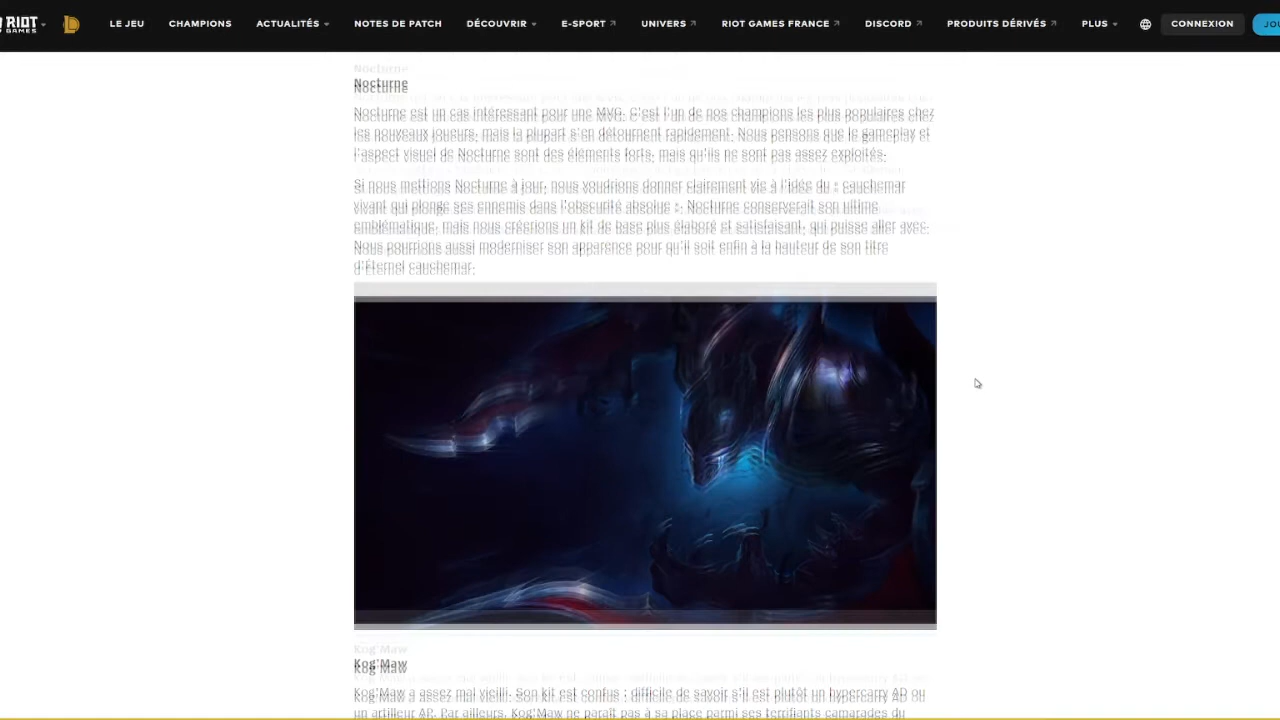 RIOT GAMES
LE JEU CHAMPIONS ACTUALITÉS NOTES DE PATCH DÉCOUVRIR E-SPORT UNIVERS RIOT GAMES FRANCE DISCORD PRODUITS DÉRIVÉS PLUS CONNEXION
Nocturne
Nocturne est un cas intéressant pour une MVG. C'est l'un de nos champions les plus populaires chez
les nouveaux joueurs, mais la plupart s'en détournent rapidement. Nous pensons que le gameplay et
l'aspect visuel de Nocturne sont des éléments forts, mais qu'ils ne sont pas assez exploités.
Si nous mettions Nocturne à jour, nous voudrions donner clairement vie à l'idée du « cauchemar
vivant qui plonge ses ennemis dans l'obscurité absolue ». Nocturne conserverait son ultime
emblématique, mais nous créerions un kit de base plus élaboré et satisfaisant, qui puisse aller avec.
Nous pourrions aussi moderniser son apparence pour qu'il soit enfin à la hauteur de son titre
d'Éternel cauchemar.
Kog'Maw
Kog'Maw a assez mal vieilli. Son kit est confus : difficile de savoir s'il est plutôt un hypercarry AD ou
un artilleur AP. Par ailleurs, Kog'Maw ne paraît pas à sa place parmi ses terrifiants camarades du